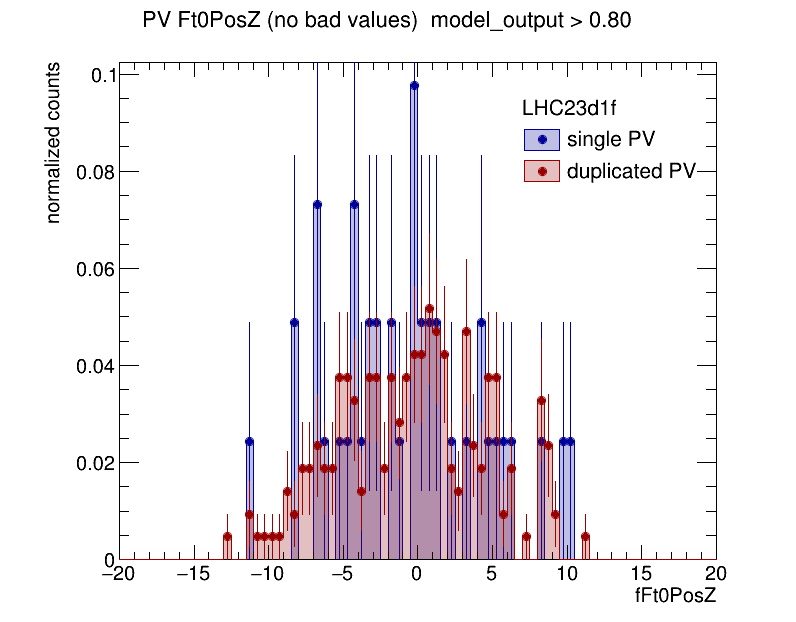 PV Ft0PosZ (no bad values)  model_output > 0.80
normalized counts
0.1
0.08
0.06
0.04
0.02
0
LHC23d1f
single PV
duplicated PV
−20 −15 −10 −5 0 5 10 15 20
fFt0PosZ